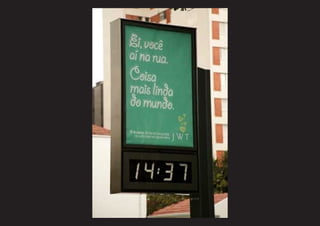 Ei, você
aí na rua.
Coisa
mais linda
do mundo.
JWT
14:37